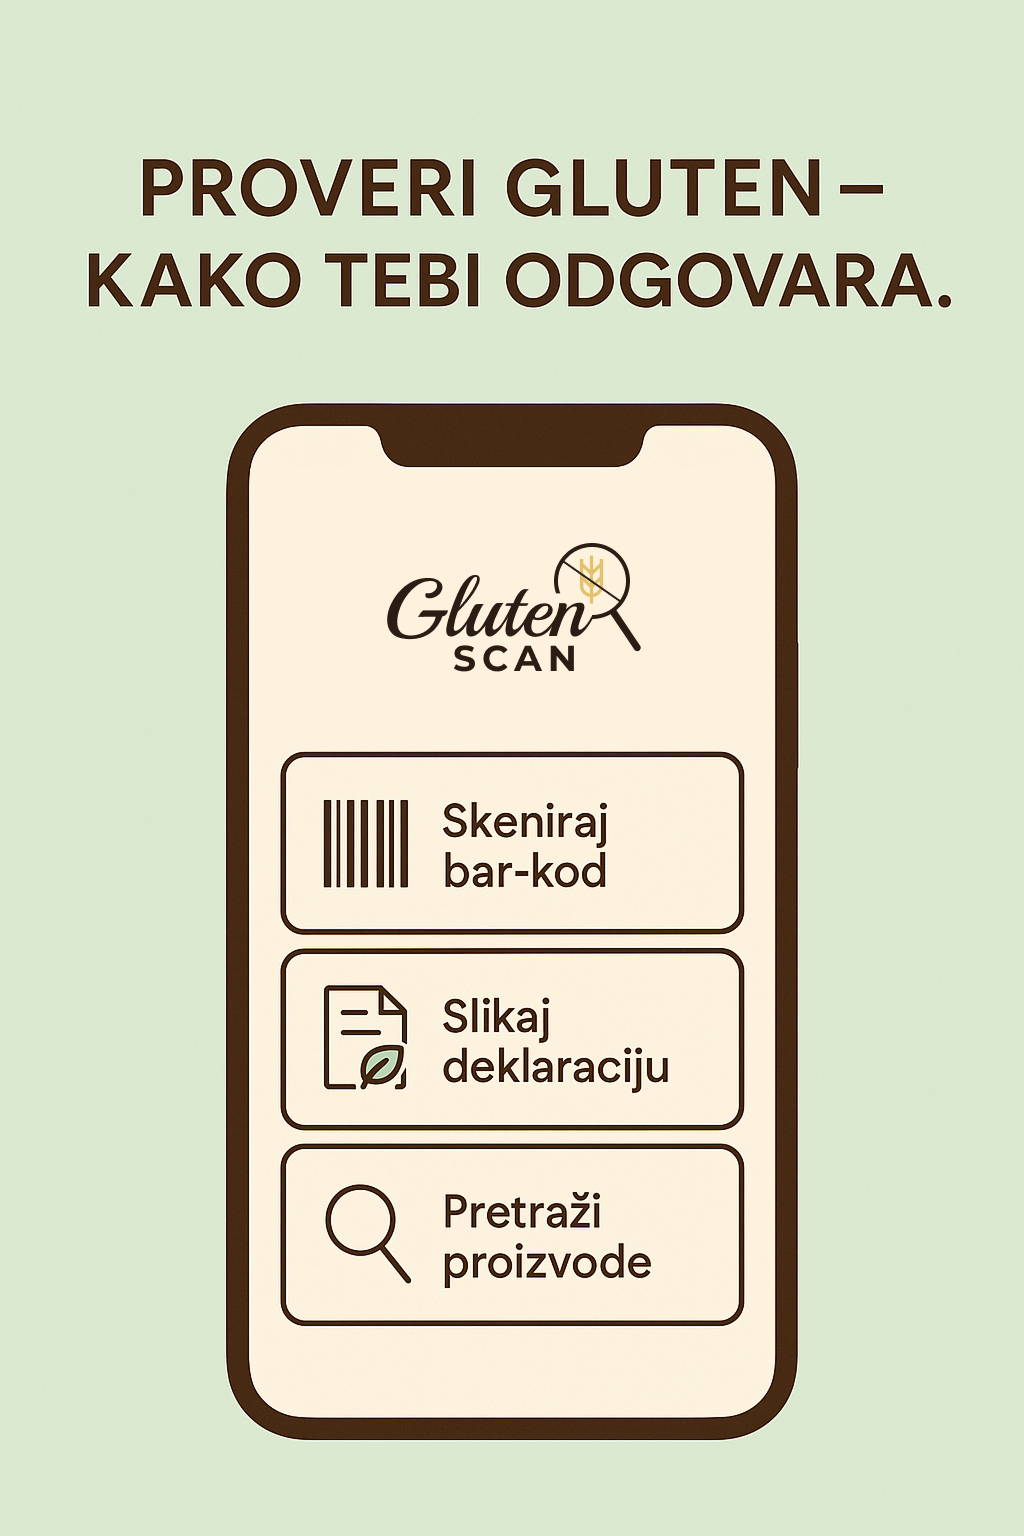 PROVERI GLUTEN –
KAKO TEBI ODGOVARA.
Gluten
SCAN
Skeniraj
bar-kod
Slikaj
deklaraciju
Pretraži
proizvode